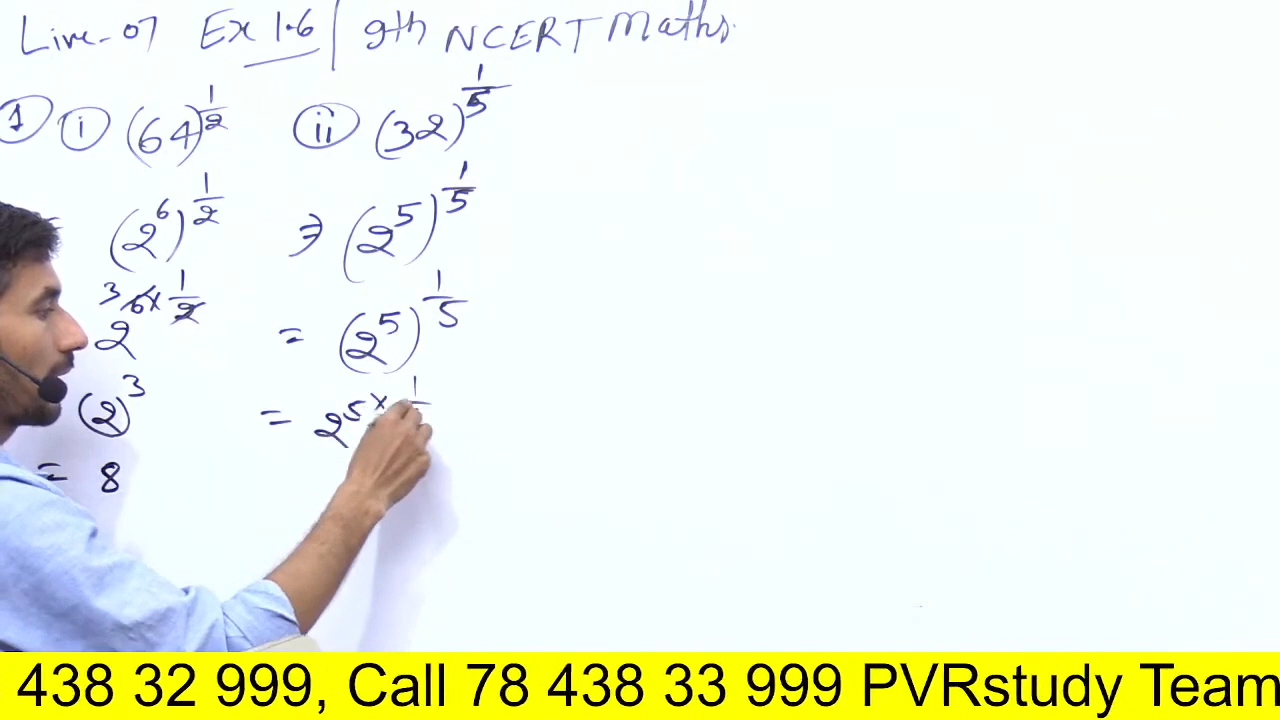 Live-07 Ex 1.6 | 9th NCERT Maths.
1 i (64)^1/2 ii (32)^1/5
(2^6)^1/2 ⇒ (2^5)^1/5
2^3 6 × 1/2 = (2^5)^1/5
(2)^3 = 2^5 × 1
= 8
438 32 999, Call 78 438 33 999 PVRstudy Team